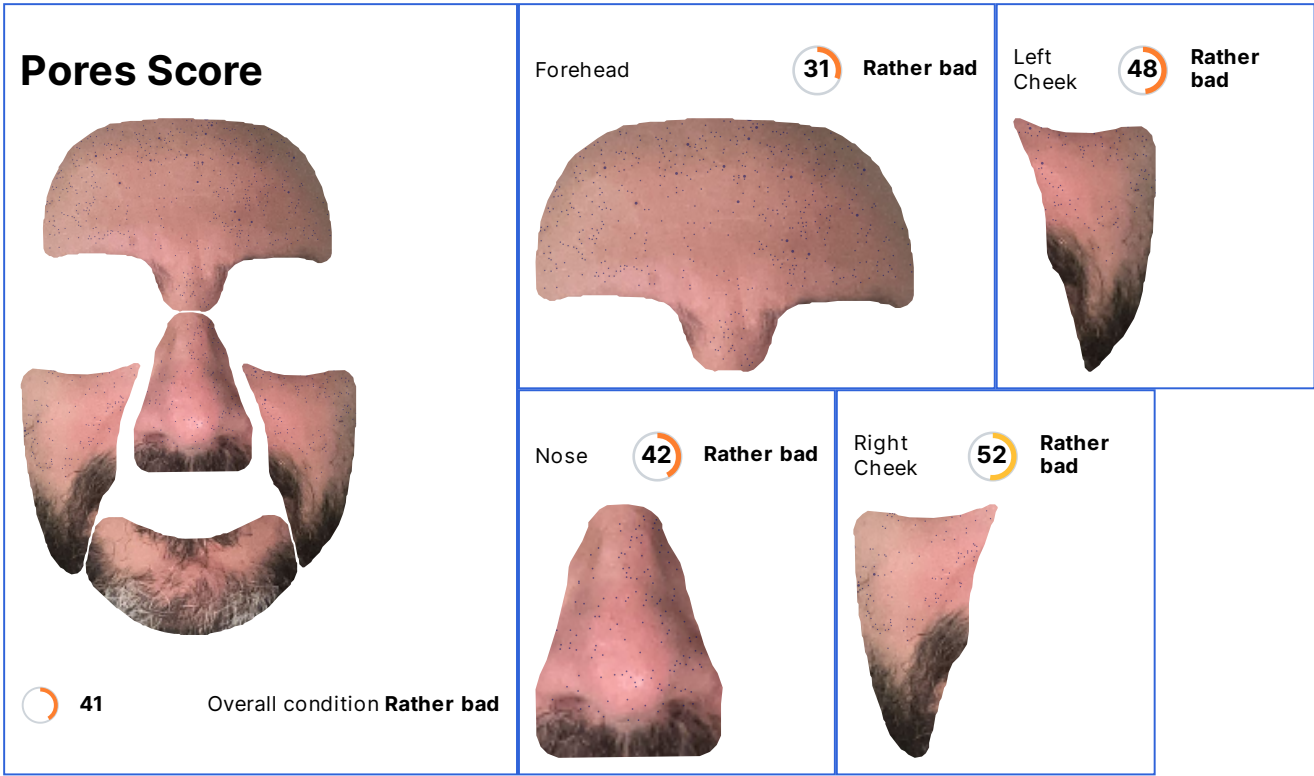 Pores Score
41
Overall condition Rather bad
Forehead
31
Rather bad
Left
Cheek
48
Rather
bad
Nose
42
Rather bad
Right
Cheek
52
Rather
bad